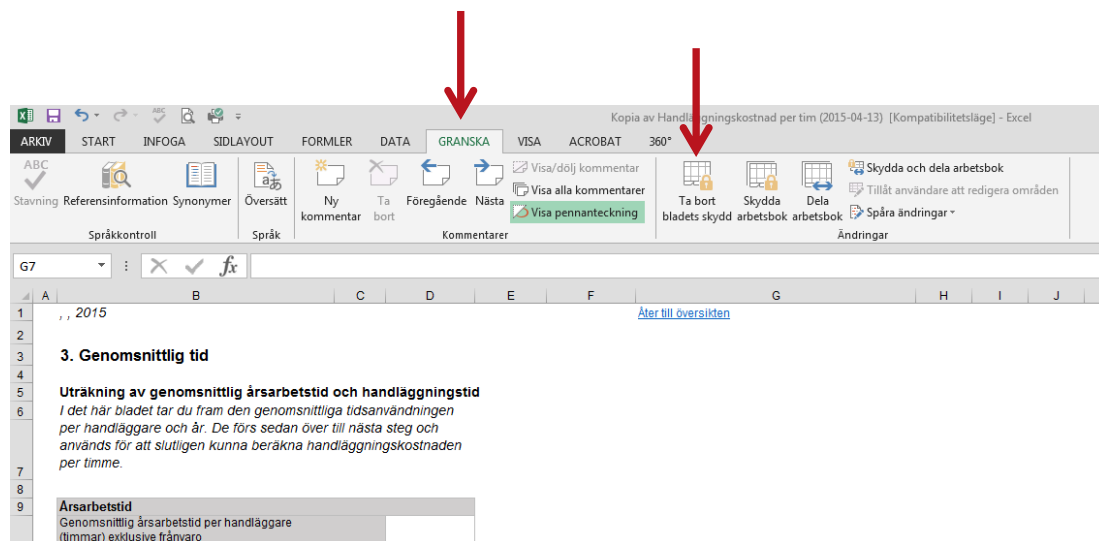 ABC
Kopia av Handläggningskostnad per tim (2015-04-13) [Kompatibilitetsläge] - Excel
ARKIV START INFOGA SIDLAYOUT FORMLER DATA GRANSKA VISA ACROBAT 360°
ABC
Stavning Referensinformation Synonymer
Språkkontroll
Översätt
Språk
Ny kommentar
Ta bort
Föregående Nästa
Visa/dölj kommentar
Visa alla kommentarer
Visa pennanteckning
Kommentarer
Ta bort bladets skydd
Skydda arbetsbok
Dela arbetsbok
Skydda och dela arbetsbok
Tillåt användare att redigera områden
Spåra ändringar
Ändringar
G7 fx
A B C D E F G H I J
1 , , 2015 Åter till översikten
2
3 3. Genomsnittlig tid
4
5 Uträkning av genomsnittlig årsarbetstid och handläggningstid
6 I det här bladet tar du fram den genomsnittliga tidsanvändningen
per handläggare och år. De förs sedan över till nästa steg och
används för att slutligen kunna beräkna handläggningskostnaden
7 per timme.
8
9 Årsarbetstid
Genomsnittlig årsarbetstid per handläggare
(timmar) exklusive frånvaro